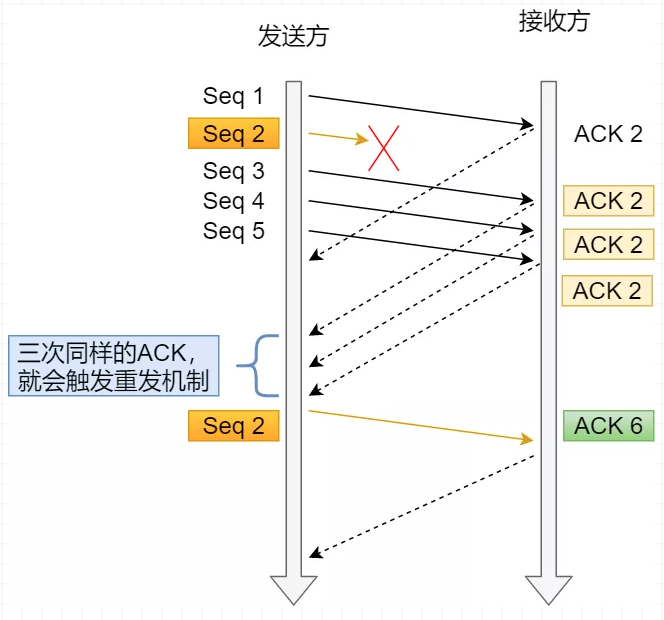 发送方
接收方
Seq 1
Seq 2
ACK 2
Seq 3
Seq 4
ACK 2
Seq 5
ACK 2
ACK 2
三次同样的ACK，
就会触发重发机制
Seq 2
ACK 6